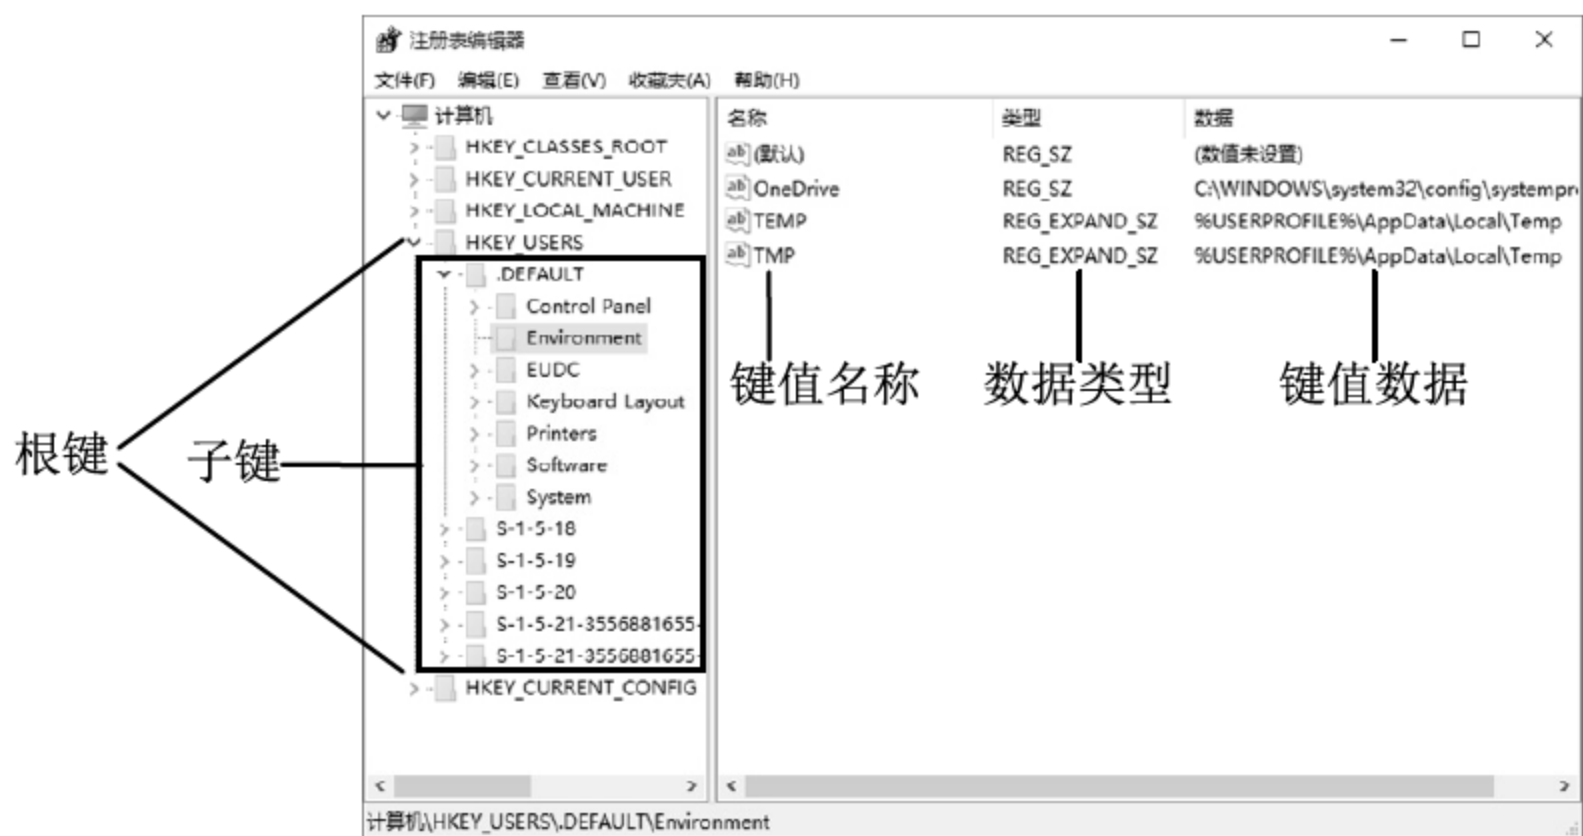 注册表编辑器
文件(F) 编辑(E) 查看(V) 收藏夹(A) 帮助(H)
计算机
HKEY_CLASSES_ROOT
HKEY_CURRENT_USER
HKEY_LOCAL_MACHINE
HKEY_USERS
.DEFAULT
Control Panel
Environment
EUDC
Keyboard Layout
Printers
Software
System
S-1-5-18
S-1-5-19
S-1-5-20
S-1-5-21-3556881655-
S-1-5-21-3556881655-
HKEY_CURRENT_CONFIG
名称 类型 数据
(默认) REG_SZ (数值未设置)
OneDrive REG_SZ C:\WINDOWS\system32\config\systempr
TEMP REG_EXPAND_SZ %USERPROFILE%\AppData\Local\Temp
TMP REG_EXPAND_SZ %USERPROFILE%\AppData\Local\Temp
键值名称 数据类型 键值数据
根键 子键
计算机\HKEY_USERS\.DEFAULT\Environment